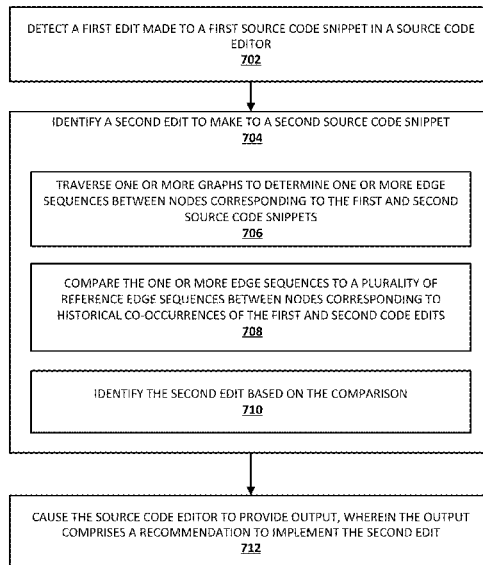 DETECT A FIRST EDIT MADE TO A FIRST SOURCE CODE SNIPPET IN A SOURCE CODE
EDITOR
702
IDENTIFY A SECOND EDIT TO MAKE TO A SECOND SOURCE CODE SNIPPET
704
TRAVERSE ONE OR MORE GRAPHS TO DETERMINE ONE OR MORE EDGE
SEQUENCES BETWEEN NODES CORRESPONDING TO THE FIRST AND SECOND
SOURCE CODE SNIPPETS
706
COMPARE THE ONE OR MORE EDGE SEQUENCES TO A PLURALITY OF
REFERENCE EDGE SEQUENCES BETWEEN NODES CORRESPONDING TO
HISTORICAL CO-OCCURRENCES OF THE FIRST AND SECOND CODE EDITS
708
IDENTIFY THE SECOND EDIT BASED ON THE COMPARISON
710
CAUSE THE SOURCE CODE EDITOR TO PROVIDE OUTPUT, WHEREIN THE OUTPUT
COMPRISES A RECOMMENDATION TO IMPLEMENT THE SECOND EDIT
712